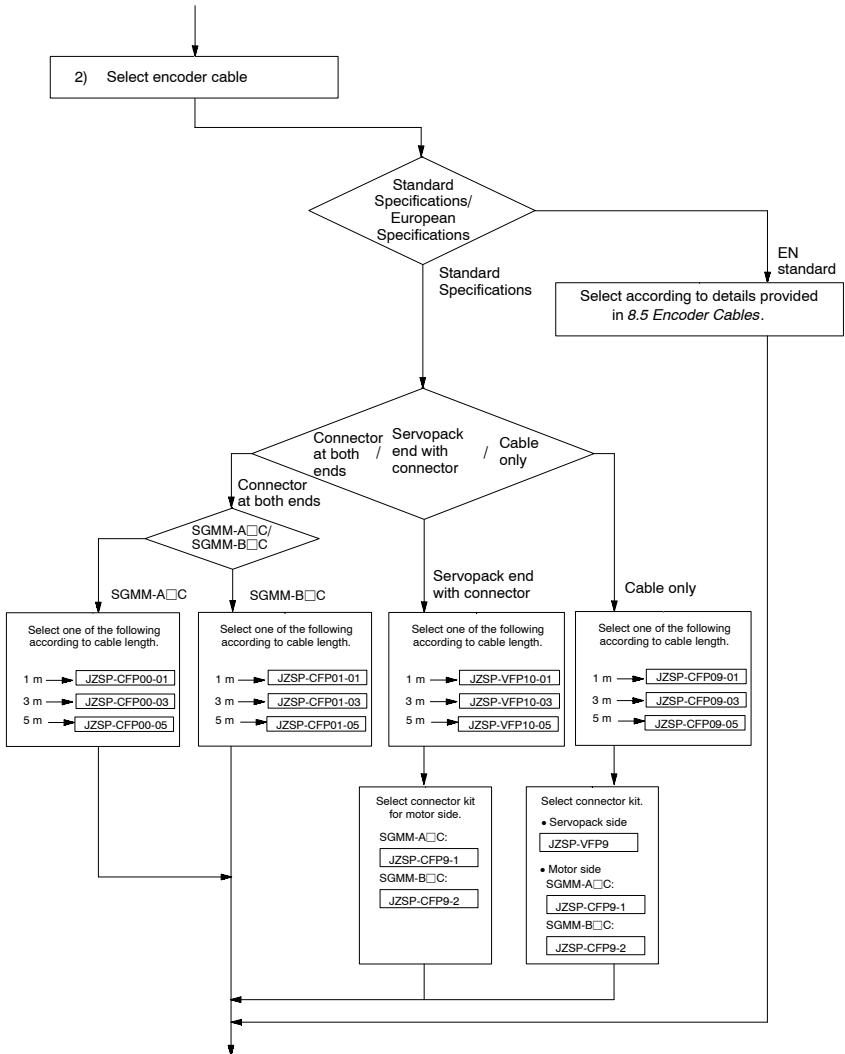 2) Select encoder cable
Standard
Specifications/
European
Specifications
EN
standard
Standard
Specifications
Select according to details provided
in 8.5 Encoder Cables.
Connector
at both
ends
/
Servopack
end with
connector
/
Cable
only
Connector
at both ends
SGMM-A□C/
SGMM-B□C
SGMM-A□C
SGMM-B□C
Servopack end
with connector
Cable only
Select one of the following
according to cable length.
1 m JZSP-CFP00-01
3 m JZSP-CFP00-03
5 m JZSP-CFP00-05
Select one of the following
according to cable length.
1 m JZSP-CFP01-01
3 m JZSP-CFP01-03
5 m JZSP-CFP01-05
Select one of the following
according to cable length.
1 m JZSP-VFP10-01
3 m JZSP-VFP10-03
5 m JZSP-VFP10-05
Select one of the following
according to cable length.
1 m JZSP-CFP09-01
3 m JZSP-CFP09-03
5 m JZSP-CFP09-05
Select connector kit
for motor side.
SGMM-A□C:
JZSP-CFP9-1
SGMM-B□C:
JZSP-CFP9-2
Select connector kit.
• Servopack side
JZSP-VFP9
• Motor side
SGMM-A□C:
JZSP-CFP9-1
SGMM-B□C:
JZSP-CFP9-2